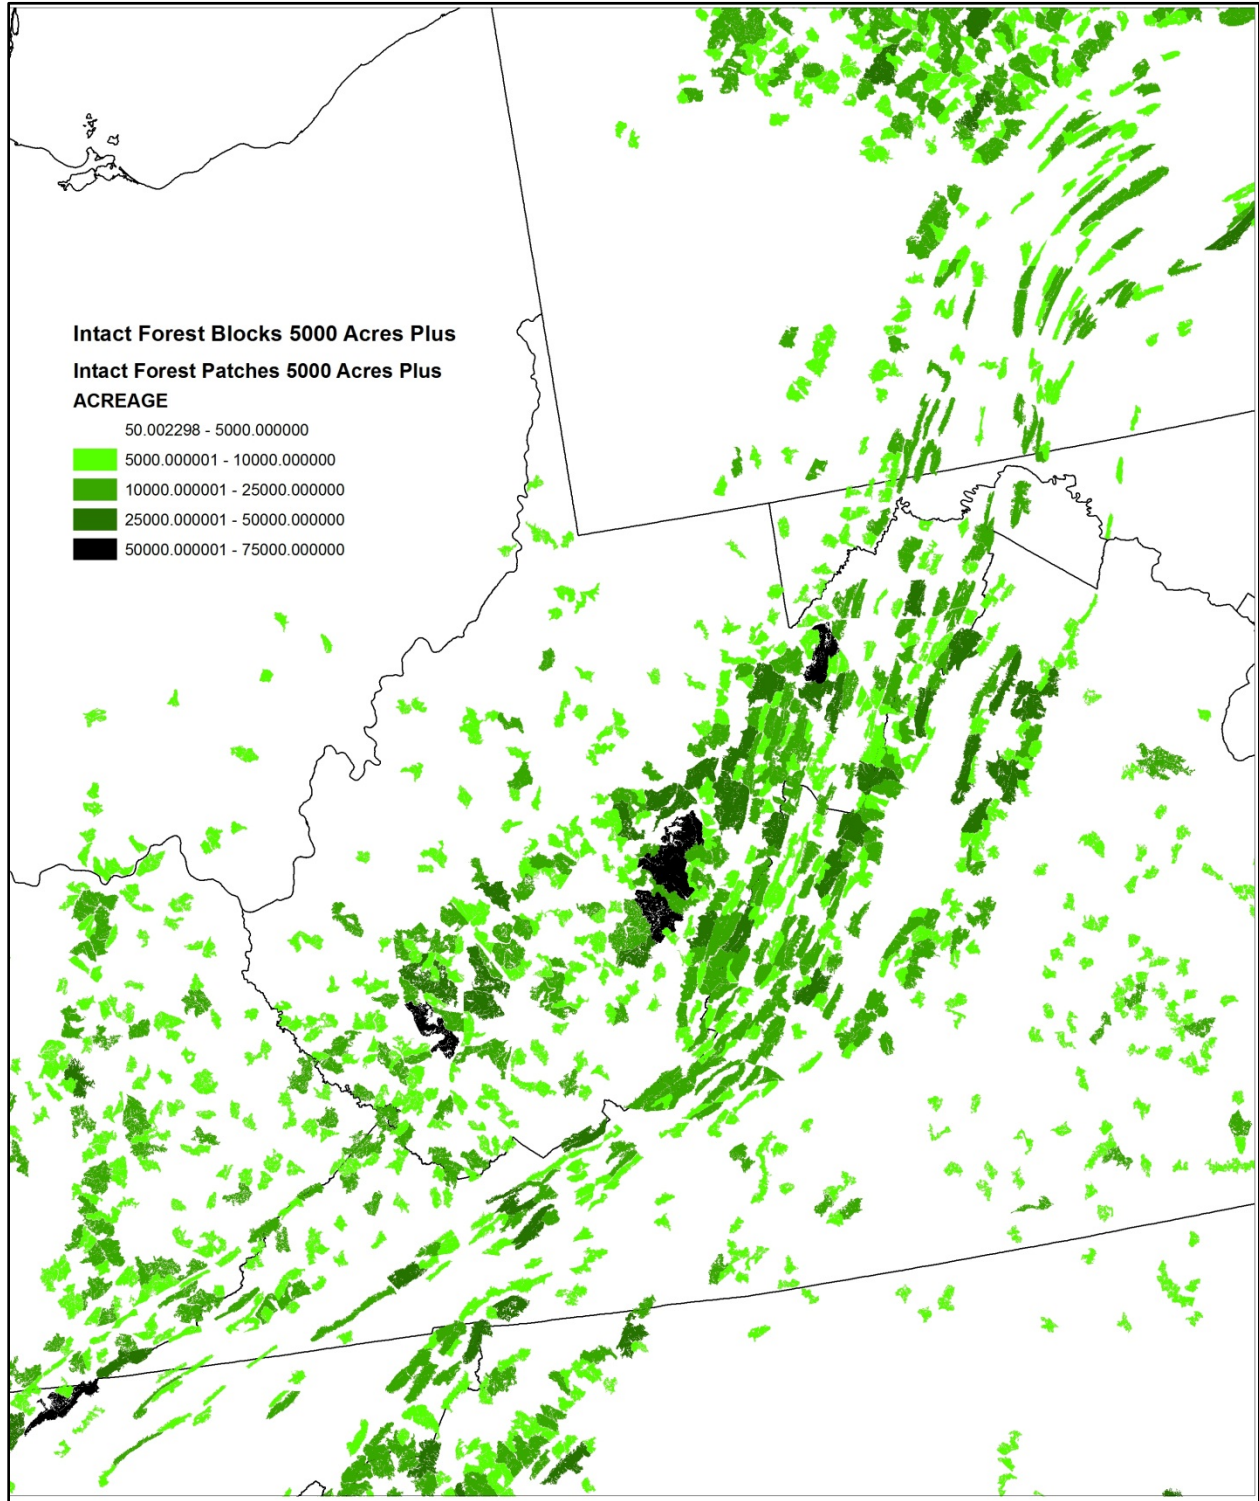 Intact Forest Blocks 5000 Acres Plus
Intact Forest Patches 5000 Acres Plus
ACREAGE
50.002298 - 5000.000000
5000.000001 - 10000.000000
10000.000001 - 25000.000000
25000.000001 - 50000.000000
50000.000001 - 75000.000000